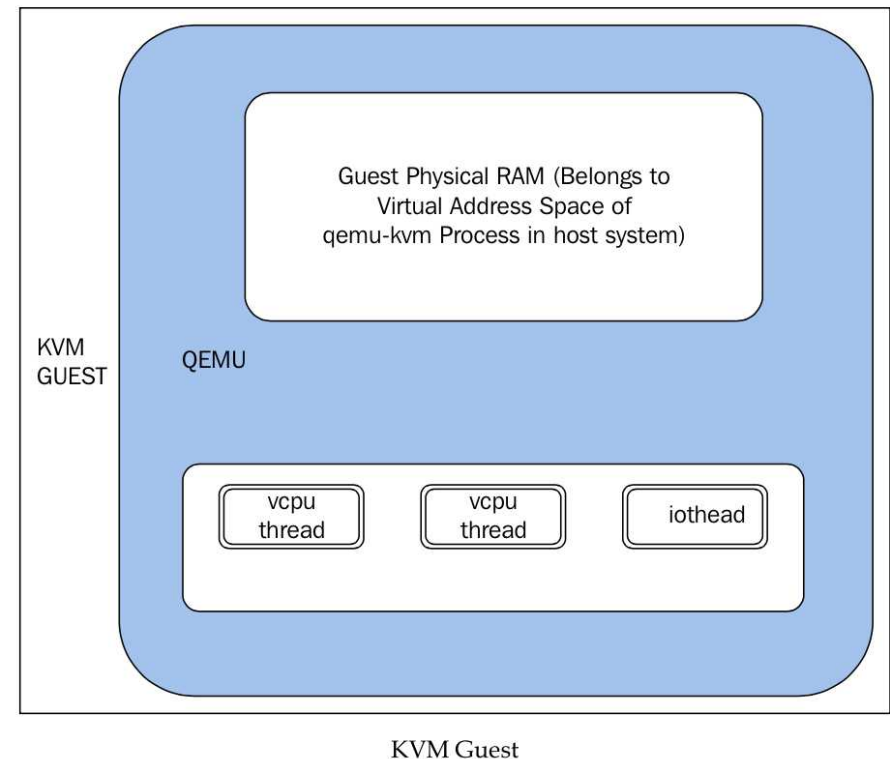 Guest Physical RAM (Belongs to
Virtual Address Space of
qemu-kvm Process in host system)
KVM
GUEST
QEMU
vcpu
thread
vcpu
thread
iothead
KVM Guest